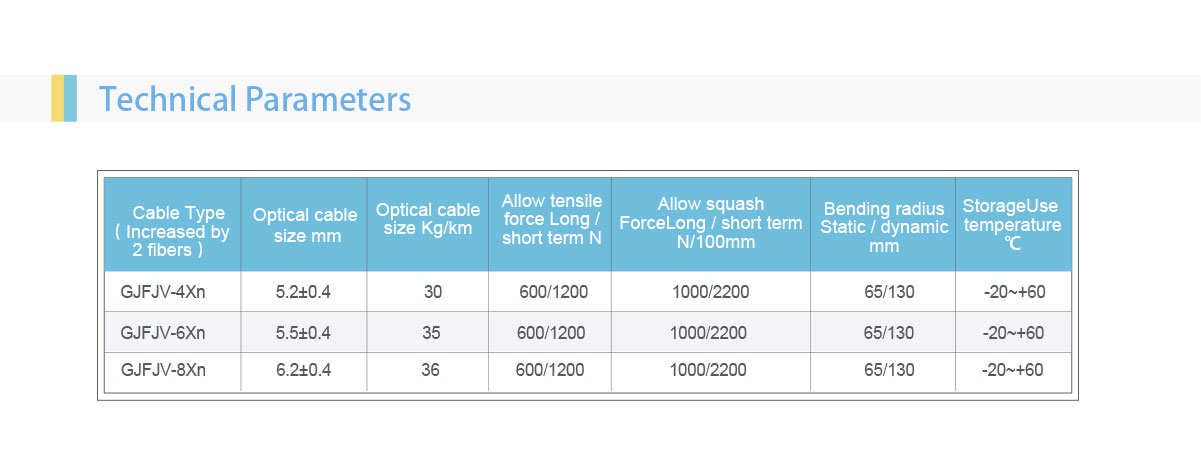 Technical Parameters
Cable Type
( Increased by
2 fibers )
Optical cable
size mm
Optical cable
size Kg/km
Allow tensile
force Long /
short term N
Allow squash
ForceLong / short term
N/100mm
Bending radius
Static / dynamic
mm
StorageUse
temperature
℃
GJFJV-4Xn 5.2±0.4 30 600/1200 1000/2200 65/130 -20~+60
GJFJV-6Xn 5.5±0.4 35 600/1200 1000/2200 65/130 -20~+60
GJFJV-8Xn 6.2±0.4 36 600/1200 1000/2200 65/130 -20~+60